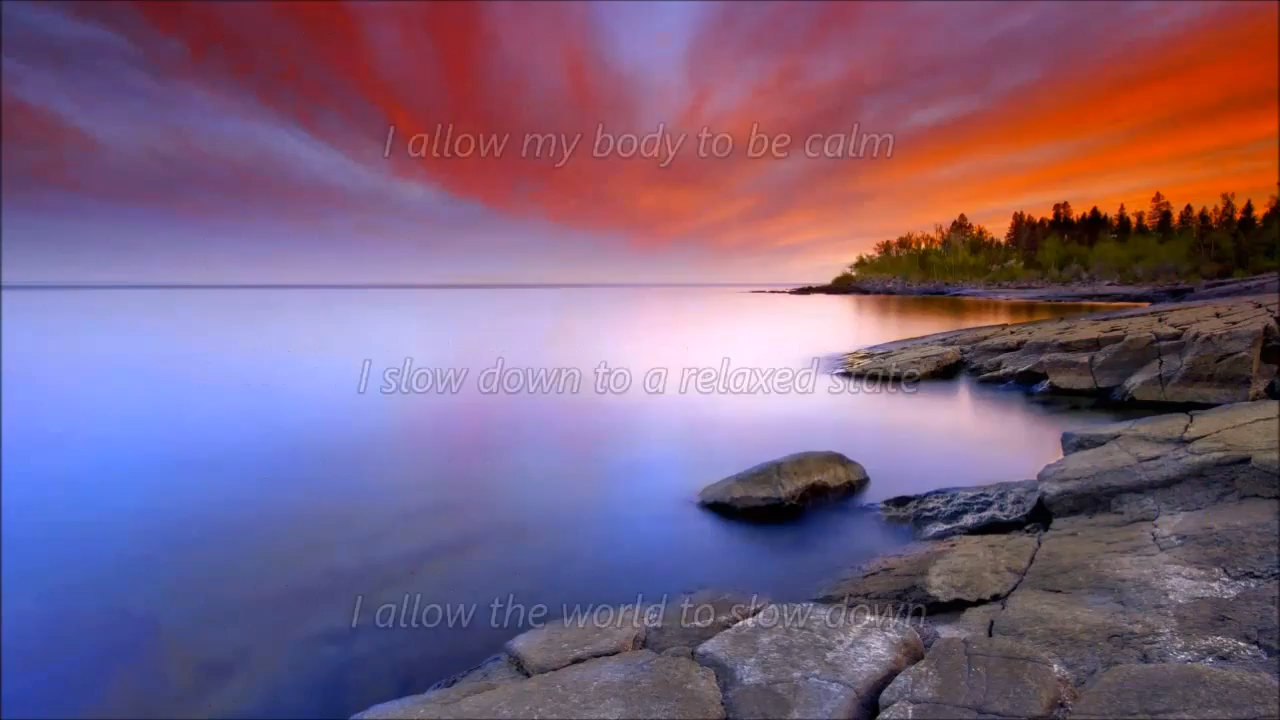 I allow my body to be calm
I slow down to a relaxed state
I allow the world to slow down